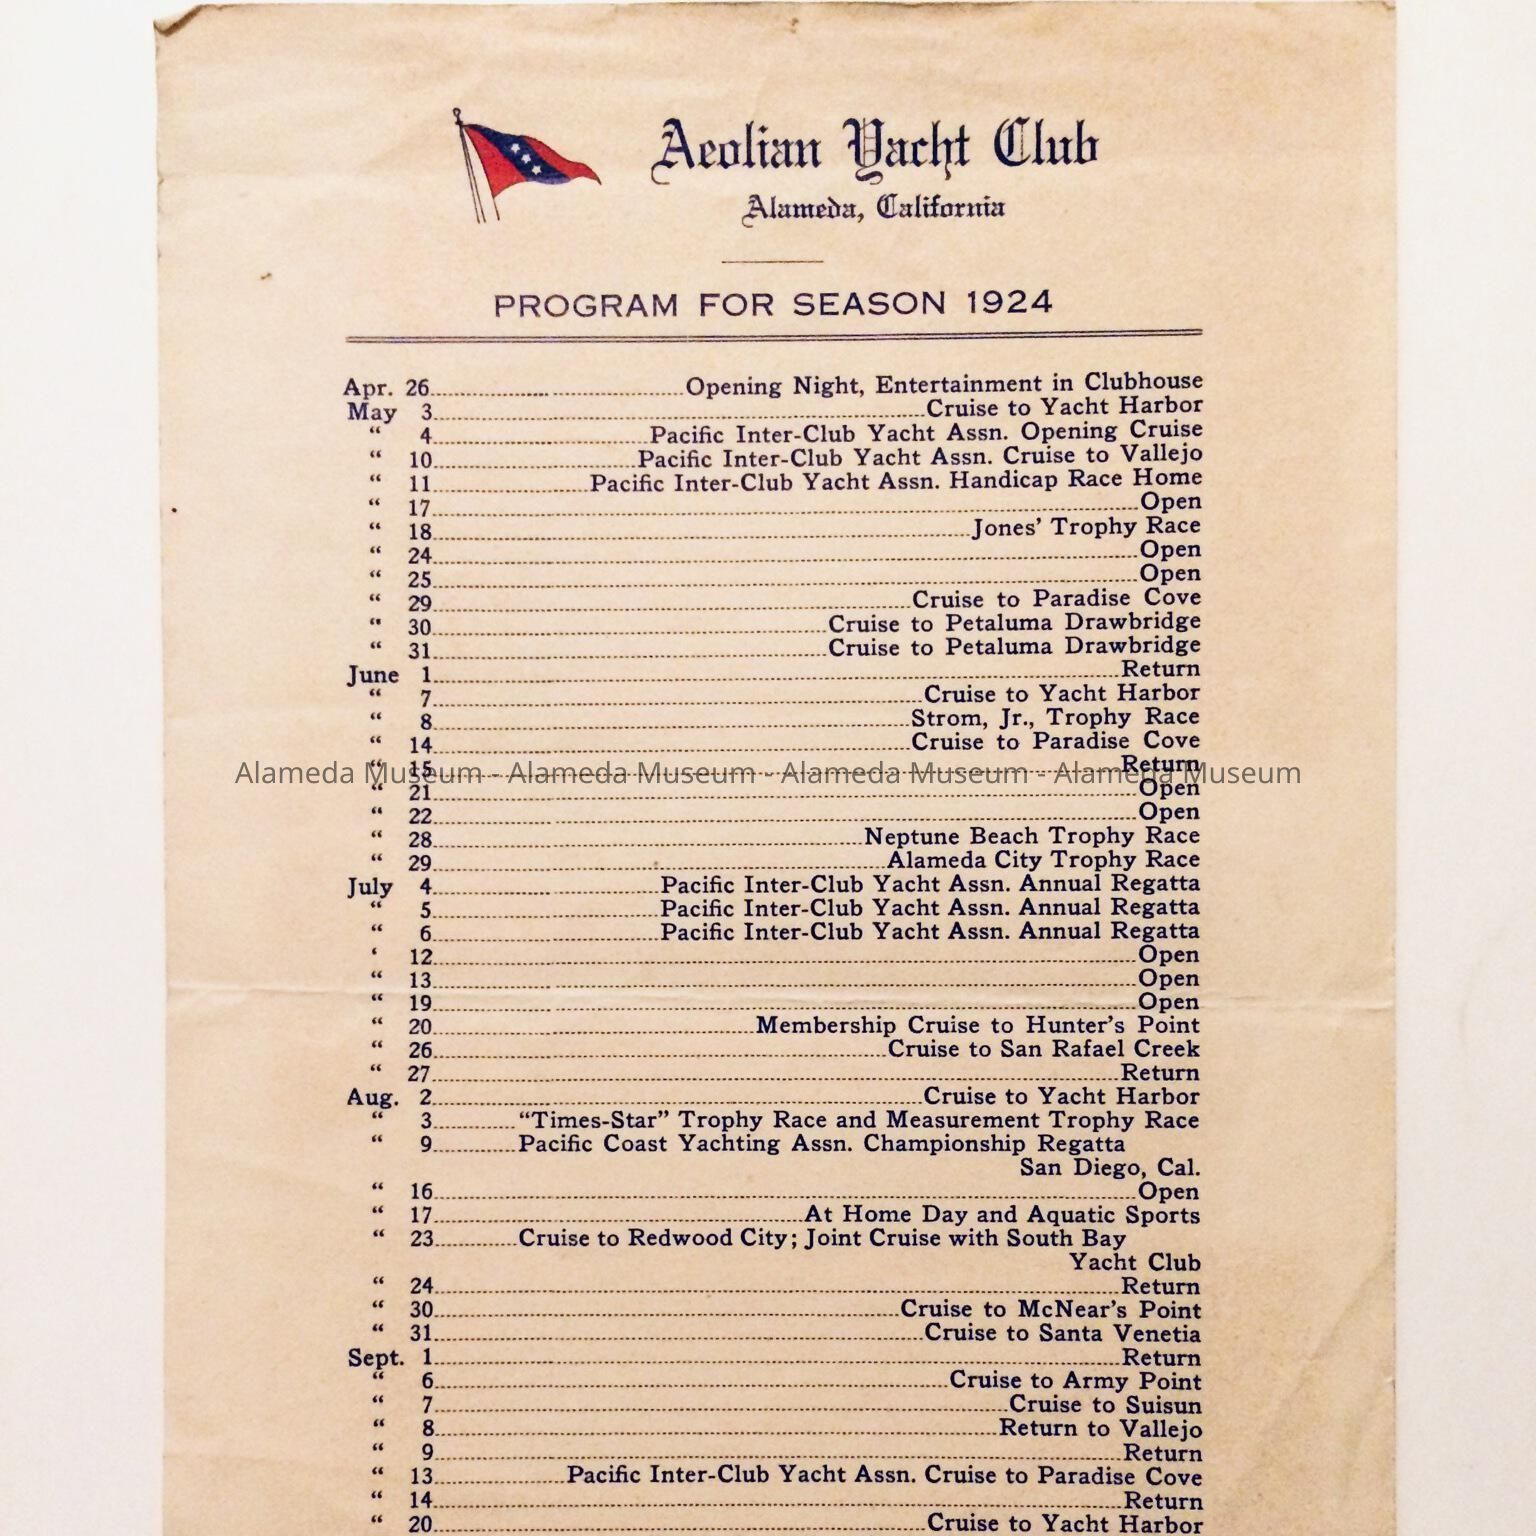 Aeolian Yacht Club
Alameda, California
PROGRAM FOR SEASON 1924
Apr. 26 Opening Night, Entertainment in Clubhouse
May 3 Cruise to Yacht Harbor
“ 4 Pacific Inter-Club Yacht Assn. Opening Cruise
“ 10 Pacific Inter-Club Yacht Assn. Cruise to Vallejo
“ 11 Pacific Inter-Club Yacht Assn. Handicap Race Home
“ 17 Open
“ 18 Jones’ Trophy Race
“ 24 Open
“ 25 Open
“ 29 Cruise to Paradise Cove
“ 30 Cruise to Petaluma Drawbridge
“ 31 Cruise to Petaluma Drawbridge
June 1 Return
“ 7 Cruise to Yacht Harbor
“ 8 Strom, Jr., Trophy Race
“ 14 Cruise to Paradise Cove
“ 15 Return
Alameda Museum - Alameda Museum - Alameda Museum - Alameda Museum
“ 21 Open
“ 22 Open
“ 28 Neptune Beach Trophy Race
“ 29 Alameda City Trophy Race
July 4 Pacific Inter-Club Yacht Assn. Annual Regatta
“ 5 Pacific Inter-Club Yacht Assn. Annual Regatta
“ 6 Pacific Inter-Club Yacht Assn. Annual Regatta
‘ 12 Open
“ 13 Open
“ 19 Open
“ 20 Membership Cruise to Hunter’s Point
“ 26 Cruise to San Rafael Creek
“ 27 Return
Aug. 2 Cruise to Yacht Harbor
“ 3 “Times-Star” Trophy Race and Measurement Trophy Race
“ 9 Pacific Coast Yachting Assn. Championship Regatta
San Diego, Cal.
“ 16 Open
“ 17 At Home Day and Aquatic Sports
“ 23 Cruise to Redwood City; Joint Cruise with South Bay
Yacht Club
“ 24 Return
“ 30 Cruise to McNear’s Point
“ 31 Cruise to Santa Venetia
Sept. 1 Return
“ 6 Cruise to Army Point
“ 7 Cruise to Suisun
“ 8 Return to Vallejo
“ 9 Return
“ 13 Pacific Inter-Club Yacht Assn. Cruise to Paradise Cove
“ 14 Return
“ 20 Cruise to Yacht Harbor